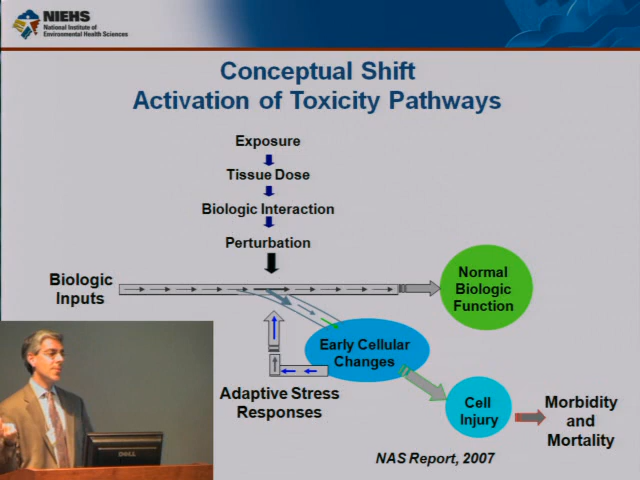 NIEHS
National Institute of
Environmental Health Sciences
Conceptual Shift
Activation of Toxicity Pathways
Exposure
Tissue Dose
Biologic Interaction
Perturbation
Biologic
Inputs
Normal
Biologic
Function
Early Cellular
Changes
Adaptive Stress
Responses
Cell
Injury
Morbidity
and
Mortality
NAS Report, 2007
DELL